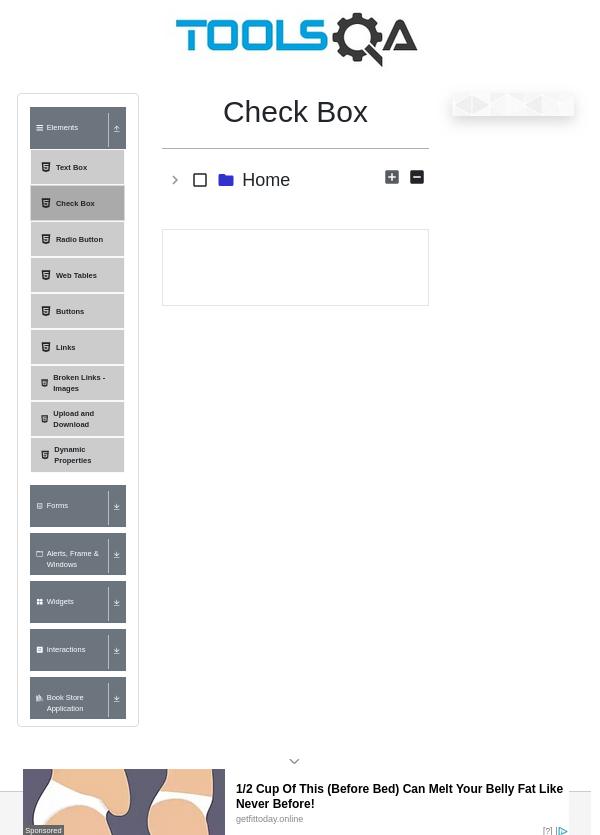 TOOLSQA
Check Box
Elements
Text Box
Check Box
Radio Button
Web Tables
Buttons
Links
Broken Links -
Images
Upload and
Download
Dynamic
Properties
Forms
Alerts, Frame &
Windows
Widgets
Interactions
Book Store
Application
Home
1/2 Cup Of This (Before Bed) Can Melt Your Belly Fat Like
Never Before!
getfittoday.online
Sponsored
[?]